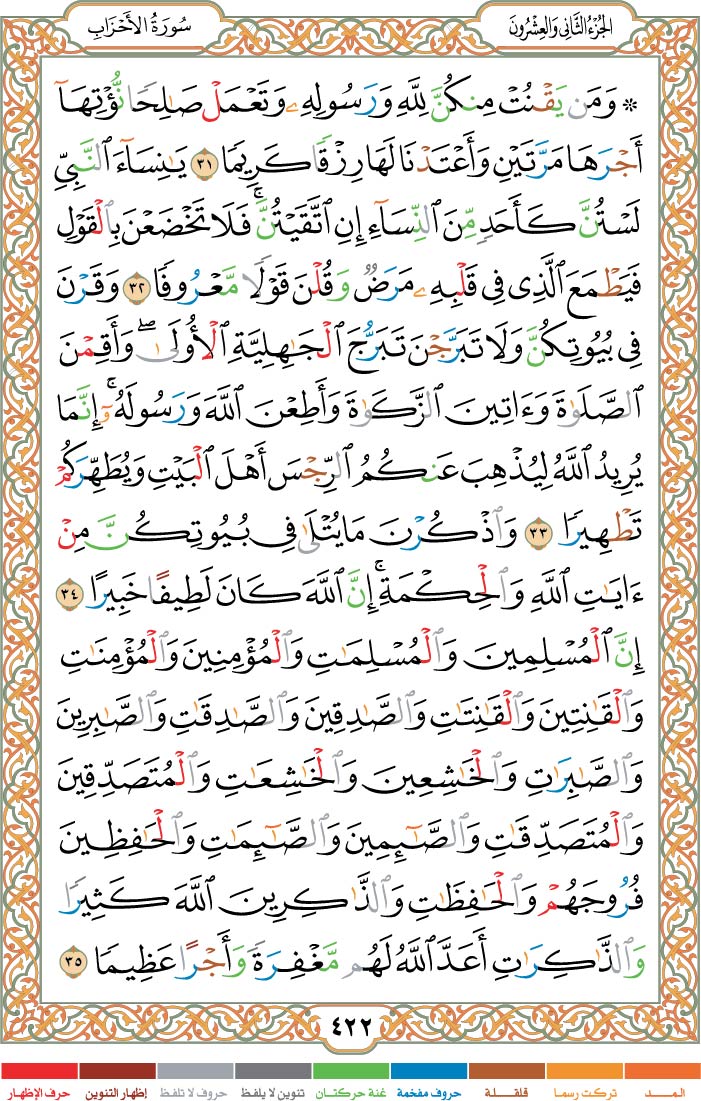 سُورَةُ الأَحْزَابِ
الجُزْءُ الثَّانِي وَالعِشْرُونَ
۞ وَمَن يَقْنُتْ مِنكُنَّ لِلَّهِ وَرَسُولِهِۦ وَتَعْمَلْ صَٰلِحًا نُّؤْتِهَآ
أَجْرَهَا مَرَّتَيْنِ وَأَعْتَدْنَا لَهَا رِزْقًا كَرِيمًا ٣١ يَٰنِسَآءَ ٱلنَّبِيِّ
لَسْتُنَّ كَأَحَدٍ مِّنَ ٱلنِّسَآءِ إِنِ ٱتَّقَيْتُنَّۚ فَلَا تَخْضَعْنَ بِٱلْقَوْلِ
فَيَطْمَعَ ٱلَّذِى فِى قَلْبِهِۦ مَرَضٌ وَقُلْنَ قَوْلًا مَّعْرُوفًا ٣٢ وَقَرْنَ
فِى بُيُوتِكُنَّ وَلَا تَبَرَّجْنَ تَبَرُّجَ ٱلْجَٰهِلِيَّةِ ٱلْأُولَىٰۖ وَأَقِمْنَ
ٱلصَّلَوٰةَ وَءَاتِينَ ٱلزَّكَوٰةَ وَأَطِعْنَ ٱللَّهَ وَرَسُولَهُۥٓۚ إِنَّمَا
يُرِيدُ ٱللَّهُ لِيُذْهِبَ عَنكُمُ ٱلرِّجْسَ أَهْلَ ٱلْبَيْتِ وَيُطَهِّرَكُمْ
تَطْهِيرًا ٣٣ وَٱذْكُرْنَ مَا يُتْلَىٰ فِى بُيُوتِكُنَّ مِنْ
ءَايَٰتِ ٱللَّهِ وَٱلْحِكْمَةِۚ إِنَّ ٱللَّهَ كَانَ لَطِيفًا خَبِيرًا ٣٤
إِنَّ ٱلْمُسْلِمِينَ وَٱلْمُسْلِمَٰتِ وَٱلْمُؤْمِنِينَ وَٱلْمُؤْمِنَٰتِ
وَٱلْقَٰنِتِينَ وَٱلْقَٰنِتَٰتِ وَٱلصَّٰدِقِينَ وَٱلصَّٰدِقَٰتِ وَٱلصَّٰبِرِينَ
وَٱلصَّٰبِرَٰتِ وَٱلْخَٰشِعِينَ وَٱلْخَٰشِعَٰتِ وَٱلْمُتَصَدِّقِينَ
وَٱلْمُتَصَدِّقَٰتِ وَٱلصَّٰٓئِمِينَ وَٱلصَّٰٓئِمَٰتِ وَٱلْحَٰفِظِينَ
فُرُوجَهُمْ وَٱلْحَٰفِظَٰتِ وَٱلذَّٰكِرِينَ ٱللَّهَ كَثِيرًا
وَٱلذَّٰكِرَٰتِ أَعَدَّ ٱللَّهُ لَهُم مَّغْفِرَةً وَأَجْرًا عَظِيمًا ٣٥
٤٢٢
المــد تركت رسما قلقلة حروف مفخمة غنة حركتان تنوين لا يلفظ حروف لا تلفظ إظهار التنوين حرف الإظهار